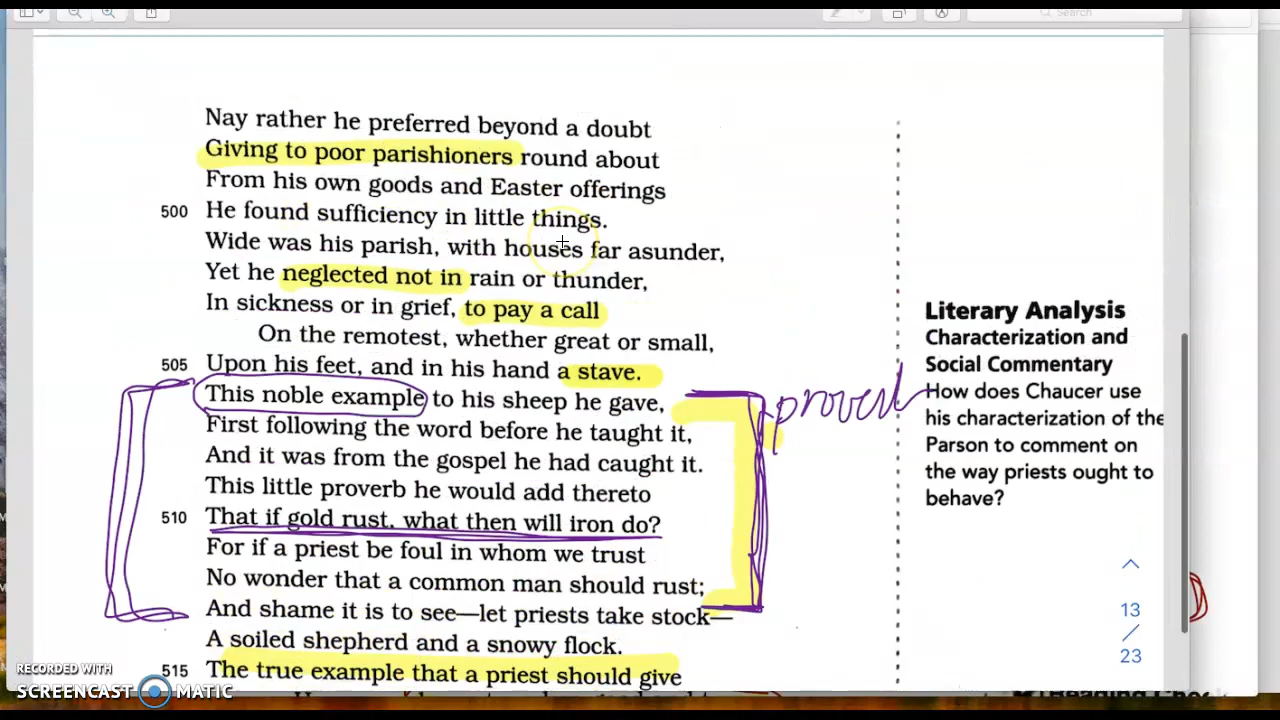 Search
Nay rather he preferred beyond a doubt
Giving to poor parishioners round about
From his own goods and Easter offerings
500 He found sufficiency in little things.
Wide was his parish, with houses far asunder,
Yet he neglected not in rain or thunder,
In sickness or in grief, to pay a call
On the remotest, whether great or small,
505 Upon his feet, and in his hand a stave.
This noble example to his sheep he gave,
First following the word before he taught it,
And it was from the gospel he had caught it.
This little proverb he would add thereto
510 That if gold rust, what then will iron do?
For if a priest be foul in whom we trust
No wonder that a common man should rust;
And shame it is to see—let priests take stock—
A soiled shepherd and a snowy flock.
515 The true example that a priest should give
Literary Analysis
Characterization and
Social Commentary
How does Chaucer use
his characterization of the
Parson to comment on
the way priests ought to
behave?
13
/
23
RECORDED WITH
SCREENCAST MATIC